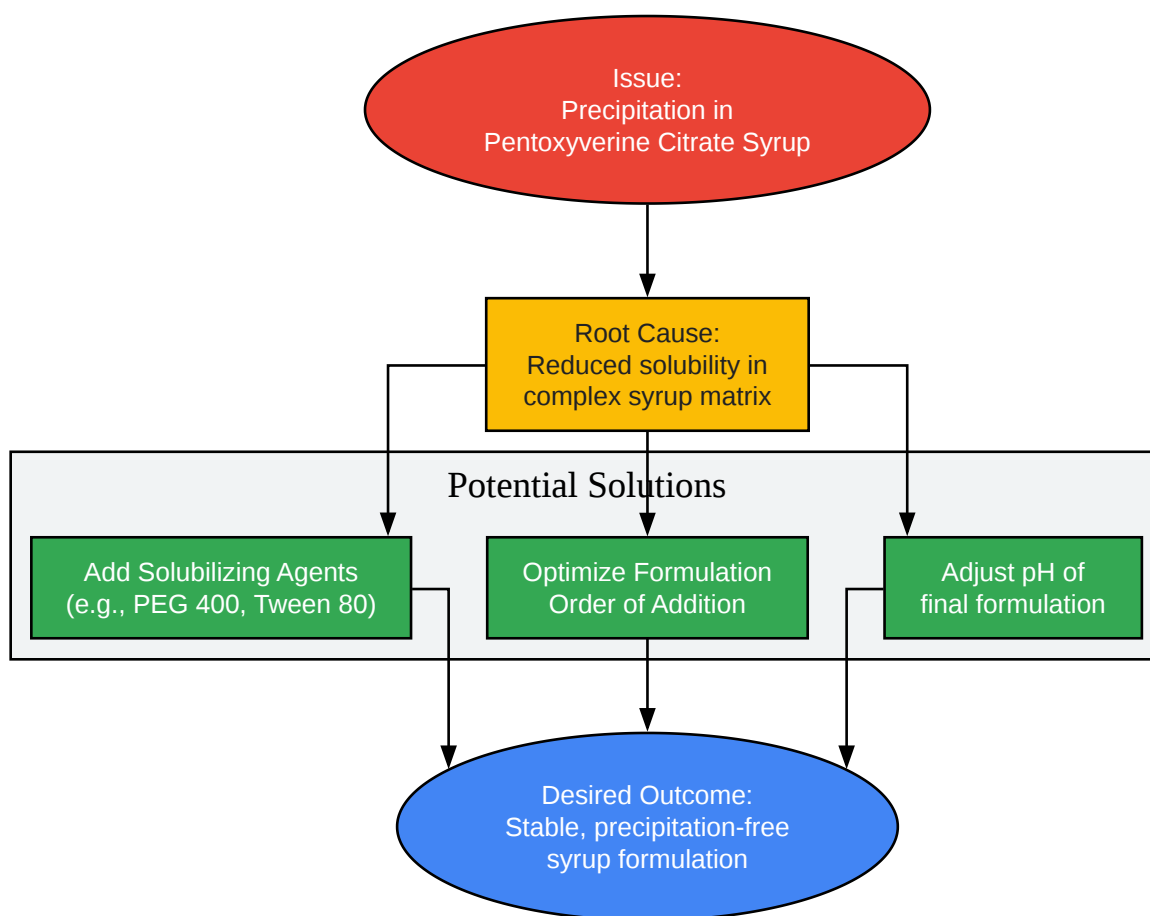 Issue:
Precipitation in
Pentoxyverine Citrate Syrup
Root Cause:
Reduced solubility in
complex syrup matrix
Potential Solutions
Add Solubilizing Agents
(e.g., PEG 400, Tween 80)
Optimize Formulation
Order of Addition
Adjust pH of
final formulation
Desired Outcome:
Stable, precipitation-free
syrup formulation